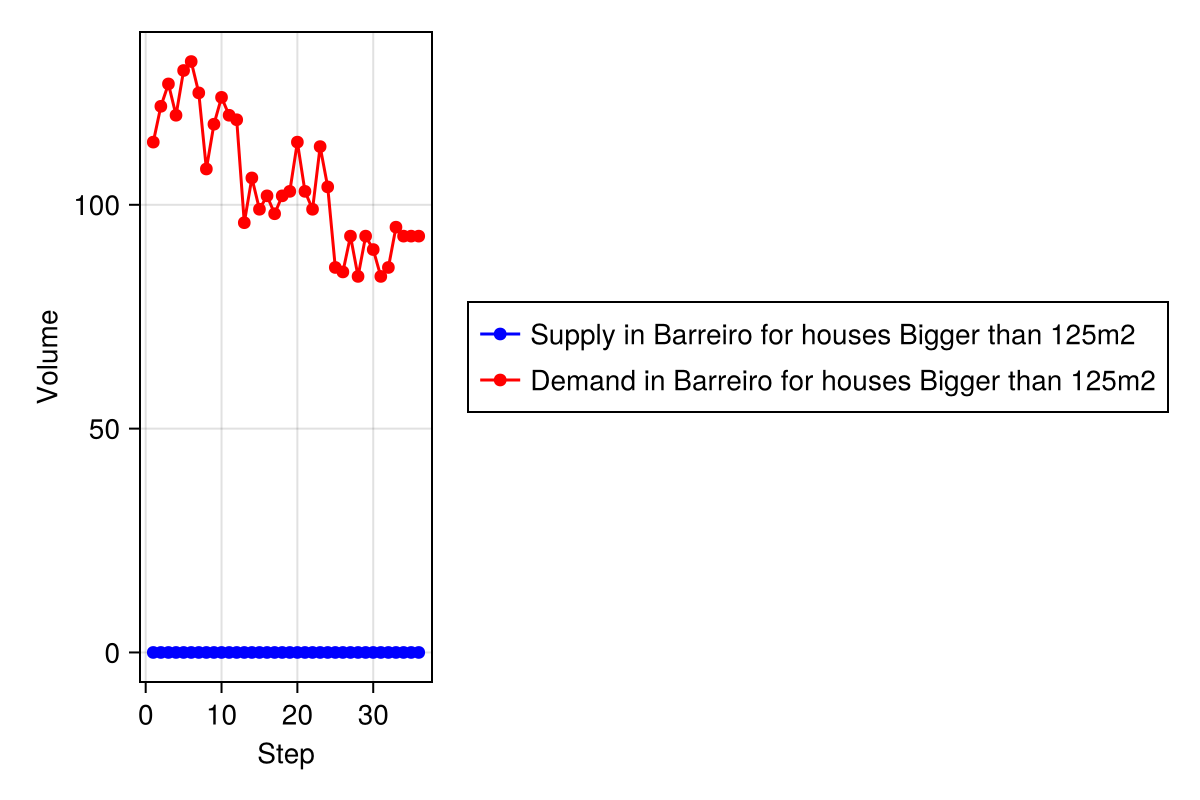 Volume
100
50
0
0 10 20 30
Step
Supply in Barreiro for houses Bigger than 125m2
Demand in Barreiro for houses Bigger than 125m2